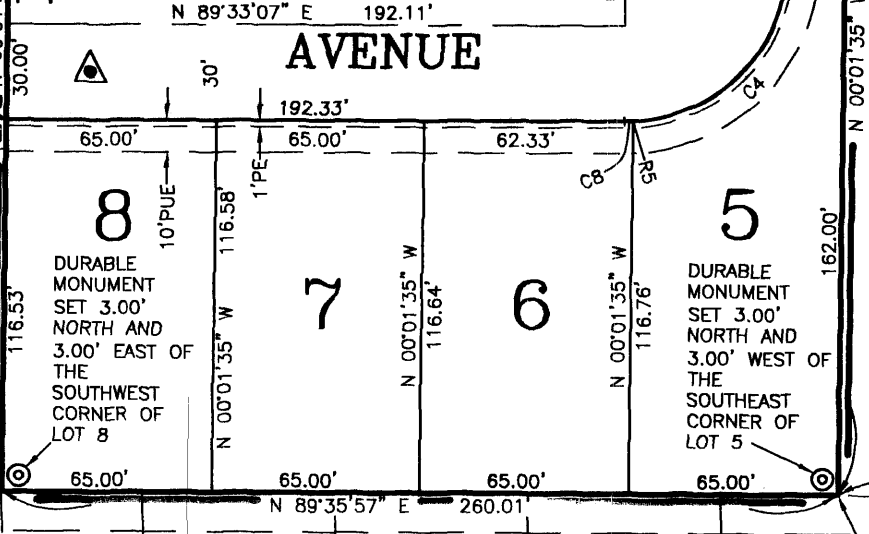 N 89°33'07" E 192.11'
AVENUE
30.00'
30'
192.33'
C4
N 00°01'35" W
65.00'
65.00'
62.33'
C8
R5
10'PUE
1'PE
8
7
6
5
DURABLE
MONUMENT
SET 3.00'
NORTH AND
3.00' EAST OF
THE
SOUTHWEST
CORNER OF
LOT 8
DURABLE
MONUMENT
SET 3.00'
NORTH AND
3.00' WEST OF
THE
SOUTHEAST
CORNER OF
LOT 5
116.53'
N 00°01'35" W 116.58'
N 00°01'35" W
116.64'
N 00°01'35" W
116.76'
162.00'
65.00'
65.00'
65.00'
65.00'
N 89°35'57" E 260.01'